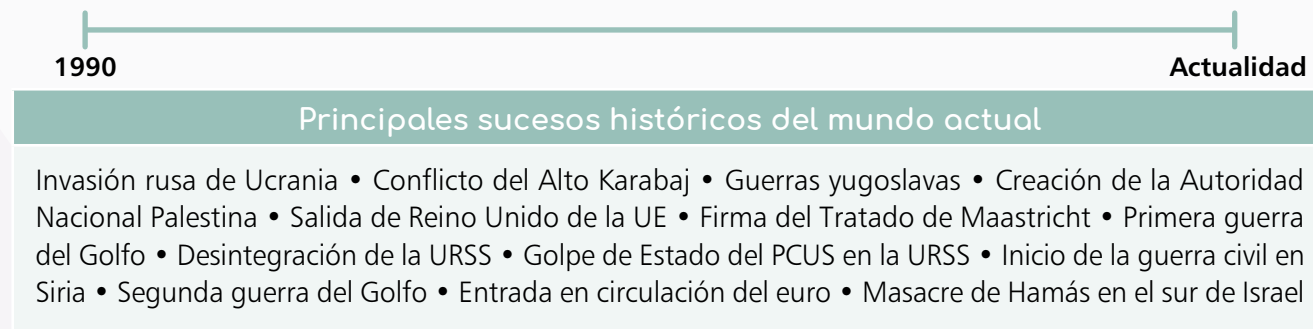 1990 Actualidad
Principales sucesos históricos del mundo actual
Invasión rusa de Ucrania • Conflicto del Alto Karabaj • Guerras yugoslavas • Creación de la Autoridad
Nacional Palestina • Salida de Reino Unido de la UE • Firma del Tratado de Maastricht • Primera guerra
del Golfo • Desintegración de la URSS • Golpe de Estado del PCUS en la URSS • Inicio de la guerra civil en
Siria • Segunda guerra del Golfo • Entrada en circulación del euro • Masacre de Hamás en el sur de Israel